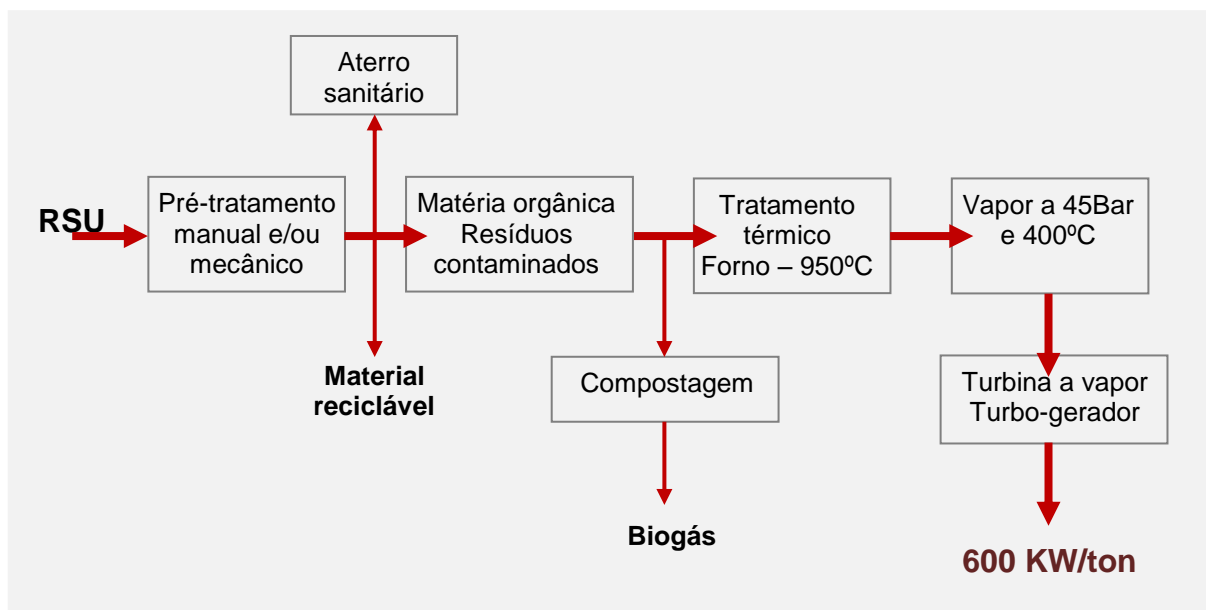 Aterro
sanitário
RSU
Pré-tratamento
manual e/ou
mecânico
Matéria orgânica
Resíduos
contaminados
Tratamento
térmico
Forno – 950ºC
Vapor a 45Bar
e 400ºC
Material
reciclável
Compostagem
Turbina a vapor
Turbo-gerador
Biogás
600 KW/ton